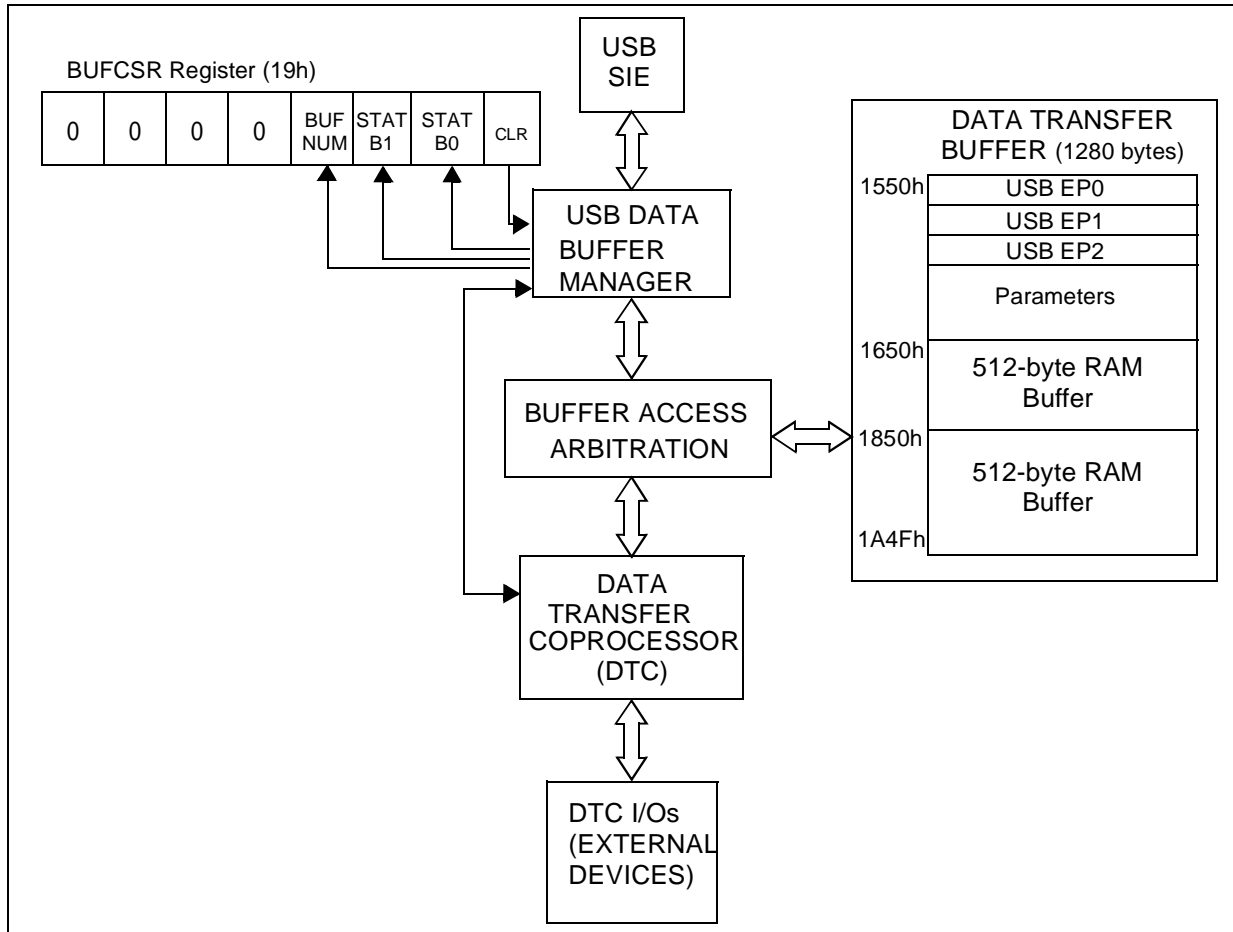 USB
SIE
BUFCSR Register (19h)
0 0 0 0 BUF NUM STAT B1 STAT B0 CLR
USB DATA
BUFFER
MANAGER
BUFFER ACCESS
ARBITRATION
DATA
TRANSFER
COPROCESSOR
(DTC)
DTC I/Os
(EXTERNAL
DEVICES)
DATA TRANSFER
BUFFER (1280 bytes)
1550h
USB EP0
USB EP1
USB EP2
Parameters
1650h
512-byte RAM
Buffer
1850h
512-byte RAM
Buffer
1A4Fh